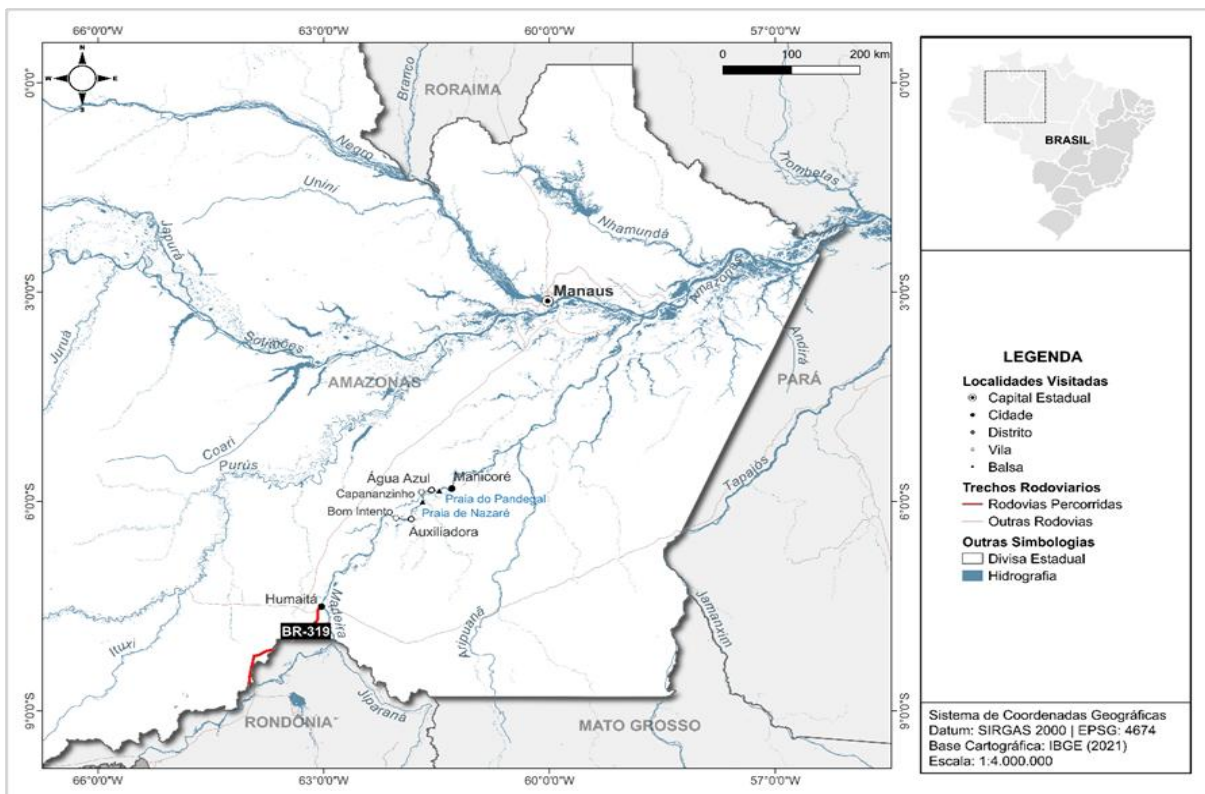 66°0'0"W
63°0'0"W
60°0'0"W
57°0'0"W
N
W
E
S
0
100
200 km
0°0'0"
0°0'0"
RORAIMA
Branco
BRASIL
Negro
Trombetas
Unini
Japurá
Nhamundá
Manaus
Amazonas
3°0'0"S
3°0'0"S
Juruá
Solimões
Andirá
AMAZONAS
PARÁ
Coari
Purús
Tapajós
Água Azul
Manicoré
Capananzinho
Praia do Pandegal
Bom Intento
Praia de Nazaré
Auxiliadora
6°0'0"S
6°0'0"S
Humaitá
Madeira
BR-319
Aripuanã
Jamanxim
Ituxi
Jiparaná
RONDÔNIA
MATO GROSSO
9°0'0"S
9°0'0"S
66°0'0"W
63°0'0"W
60°0'0"W
57°0'0"W
LEGENDA
Localidades Visitadas
Capital Estadual
Cidade
Distrito
Vila
Balsa
Trechos Rodoviarios
Rodovias Percorridas
Outras Rodovias
Outras Simbologias
Divisa Estadual
Hidrografia
Sistema de Coordenadas Geográficas
Datum: SIRGAS 2000 | EPSG: 4674
Base Cartográfica: IBGE (2021)
Escala: 1:4.000.000